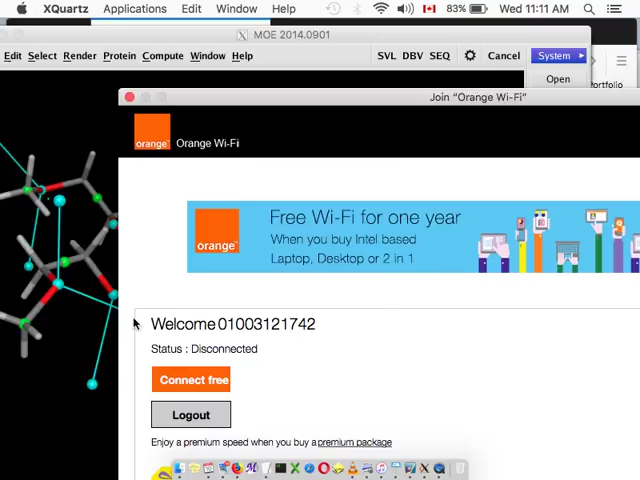 XQuartz Applications Edit Window Help 83% Wed 11:11 AM
MOE 2014.0901
Edit Select Render Protein Compute Window Help SVL DBV SEQ Cancel System
Open
Portfolio
Join “Orange Wi-Fi”
orange Orange Wi-Fi
Free Wi-Fi for one year
When you buy Intel based
Laptop, Desktop or 2 in 1
orange
Welcome 01003121742
Status : Disconnected
Connect free
Logout
Enjoy a premium speed when you buy a premium package